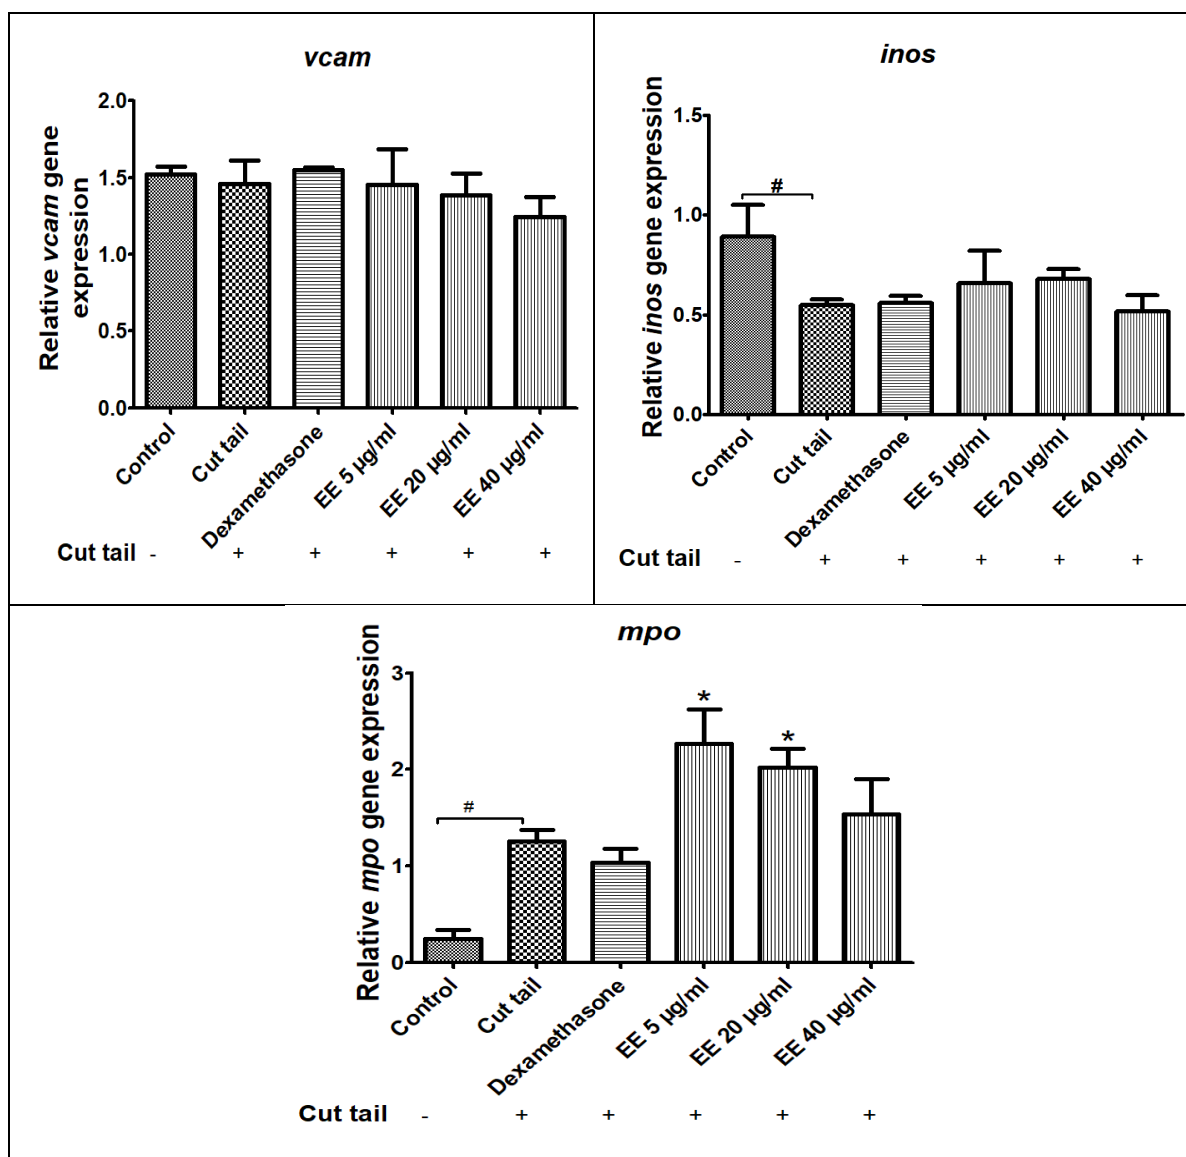 vcam
Relative vcam gene
expression
2.0
1.5
1.0
0.5
0.0
Control
Cut tail
Dexamethasone
EE 5 µg/ml
EE 20 µg/ml
EE 40 µg/ml
Cut tail - + + + + +
inos
Relative inos gene expression
1.5
1.0
0.5
0.0
#
Control
Cut tail
Dexamethasone
EE 5 µg/ml
EE 20 µg/ml
EE 40 µg/ml
Cut tail - + + + + +
mpo
Relative mpo gene expression
3
2
1
0
#
*
*
Control
Cut tail
Dexamethasone
EE 5 µg/ml
EE 20 µg/ml
EE 40 µg/ml
Cut tail - + + + + +